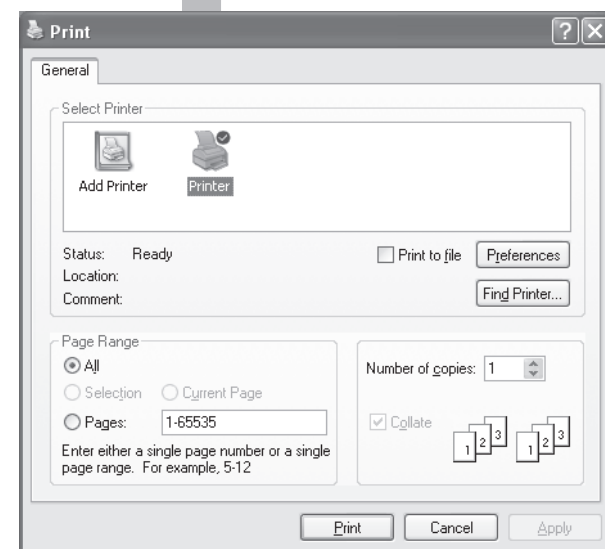 Print
General
Select Printer
Add Printer
Printer
Status: Ready
Location:
Comment:
Print to file
Preferences
Find Printer...
Page Range
All
Selection
Current Page
Pages: 1-65535
Enter either a single page number or a single
page range. For example, 5-12
Number of copies: 1
Collate
1 2 3
1 2 3
Print
Cancel
Apply